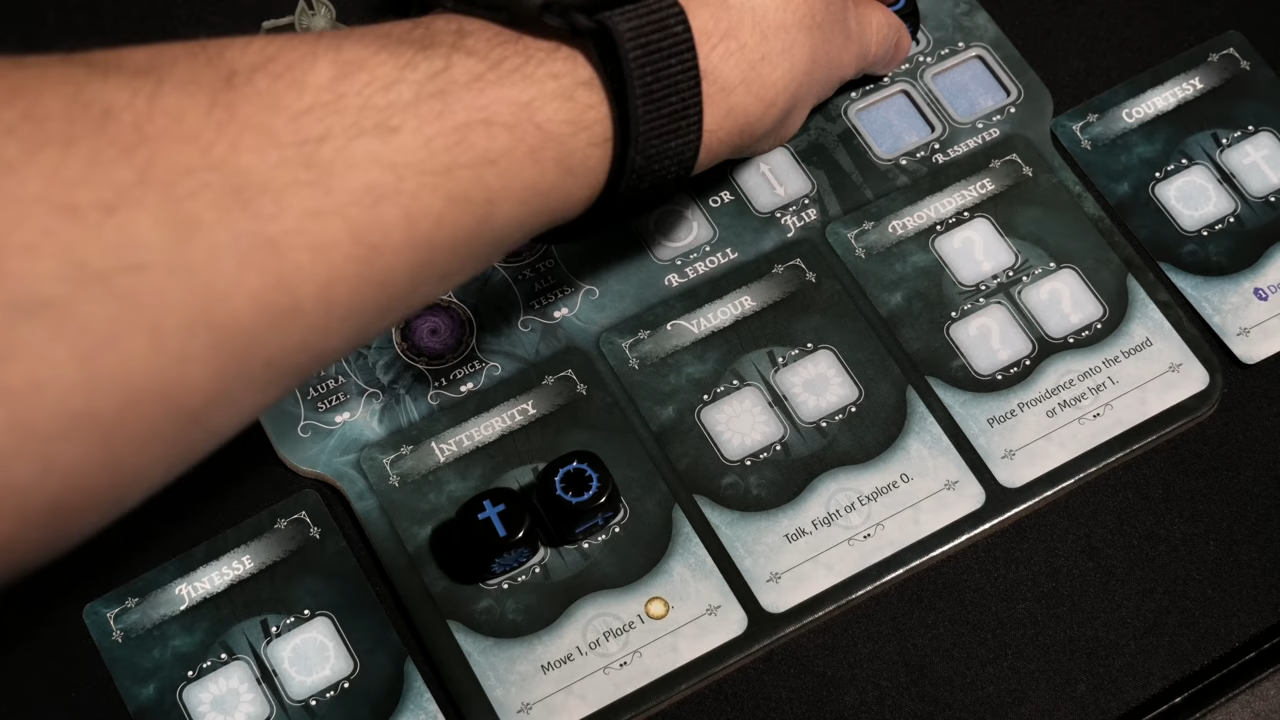 COURTESY
RESERVED
OR
FLIP
REROLL
PROVIDENCE
Place Providence onto the board
or Move her 1.
VALOUR
Talk, Fight or Explore 0.
-X TO
ALL
TESTS.
+1 DICE.
AURA
SIZE.
INTEGRITY
Move 1, or Place 1 .
FINESSE